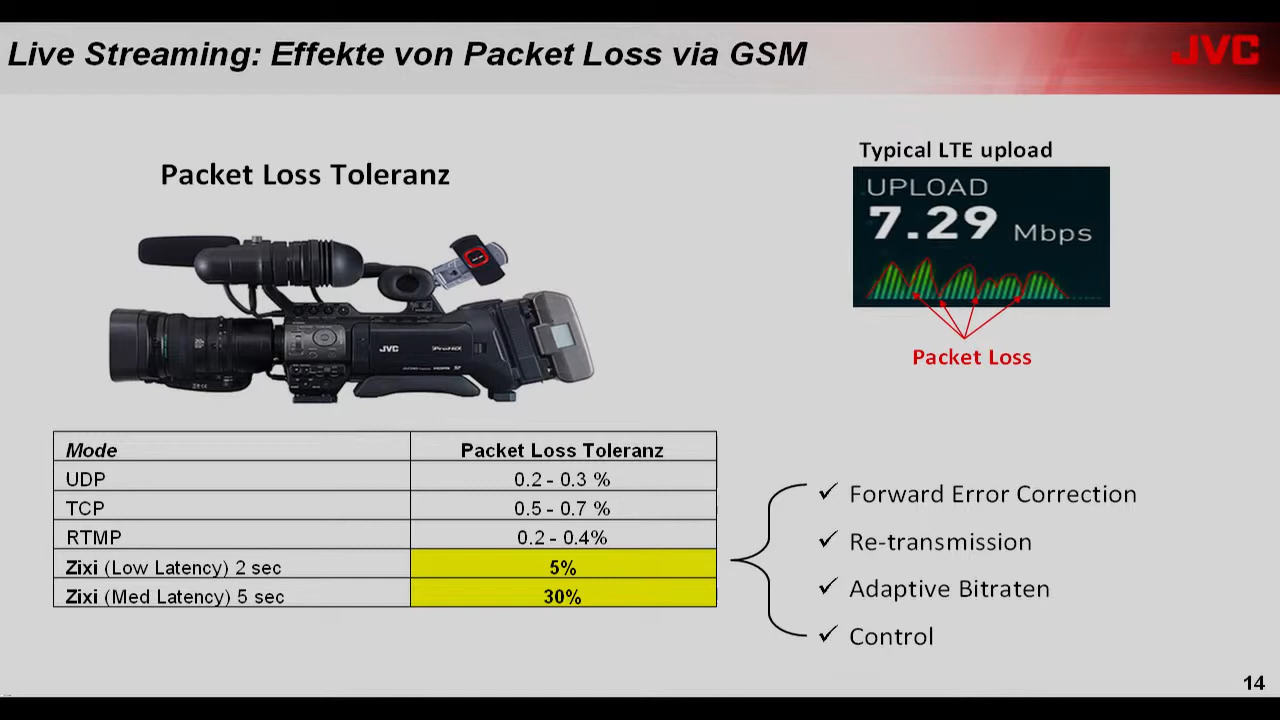 Live Streaming: Effekte von Packet Loss via GSM
JVC
Packet Loss Toleranz
Typical LTE upload
UPLOAD
7.29 Mbps
Packet Loss
JVC
Mode Packet Loss Toleranz
UDP 0.2 - 0.3 %
TCP 0.5 - 0.7 %
RTMP 0.2 - 0.4%
Zixi (Low Latency) 2 sec 5%
Zixi (Med Latency) 5 sec 30%
✓ Forward Error Correction
✓ Re-transmission
✓ Adaptive Bitraten
✓ Control
14